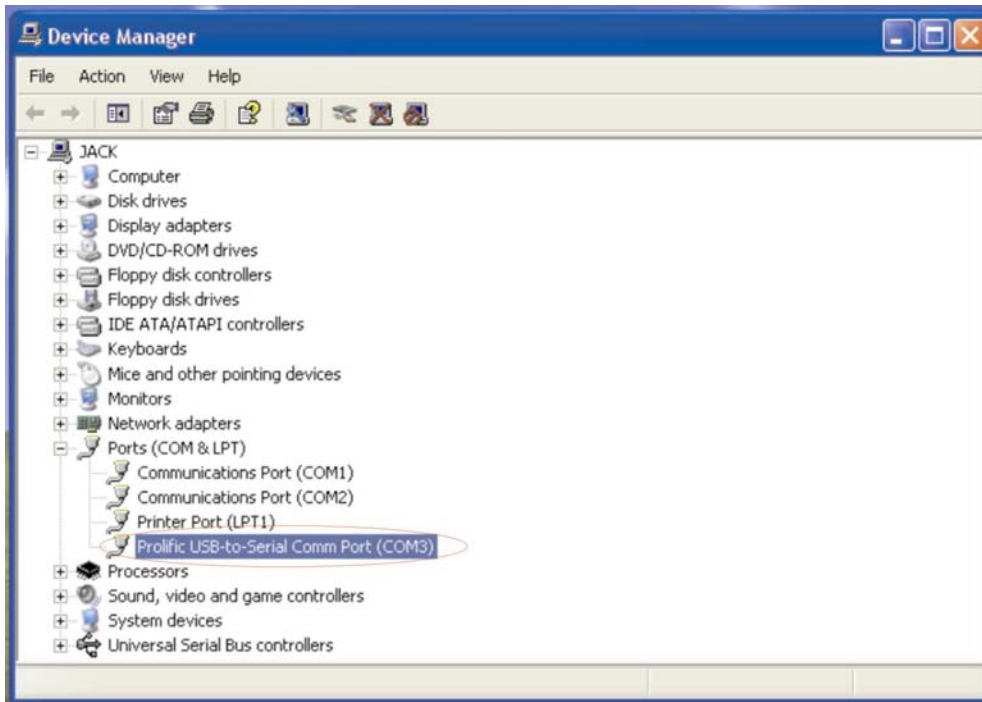 Device Manager
File Action View Help
JACK
Computer
Disk drives
Display adapters
DVD/CD-ROM drives
Floppy disk controllers
Floppy disk drives
IDE ATA/ATAPI controllers
Keyboards
Mice and other pointing devices
Monitors
Network adapters
Ports (COM & LPT)
Communications Port (COM1)
Communications Port (COM2)
Printer Port (LPT1)
Prolific USB-to-Serial Comm Port (COM3)
Processors
Sound, video and game controllers
System devices
Universal Serial Bus controllers